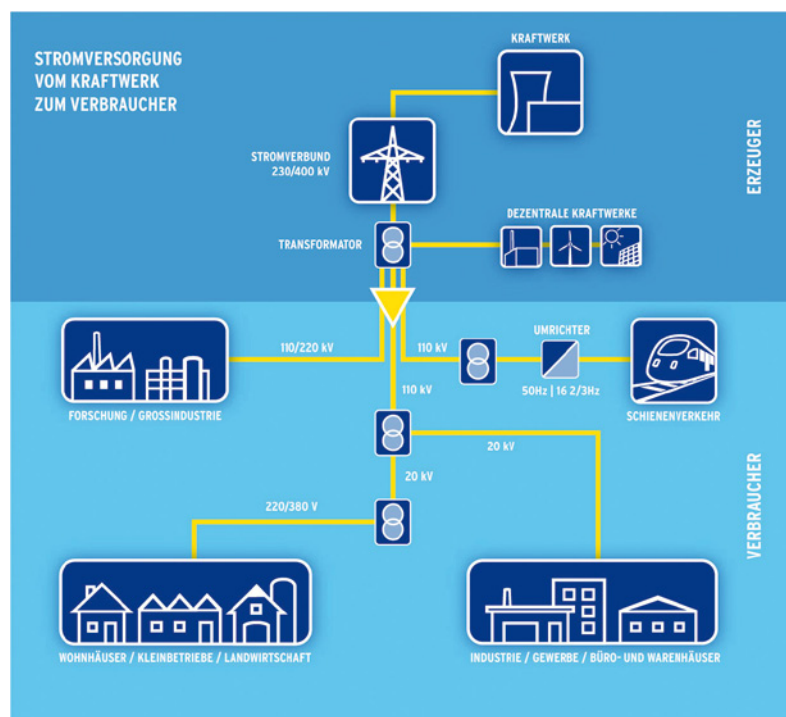 STROMVERSORGUNG
VOM KRAFTWERK
ZUM VERBRAUCHER
KRAFTWERK
STROMVERBUND
230/400 kV
ERZEUGER
DEZENTRALE KRAFTWERKE
TRANSFORMATOR
110/220 kV
110 kV
UMRICHTER
50Hz | 16 2/3Hz
110 kV
FORSCHUNG / GROSSINDUSTRIE
SCHIENENVERKEHR
20 kV
20 kV
VERBRAUCHER
220/380 V
WOHNHÄUSER / KLEINBETRIEBE / LANDWIRTSCHAFT
INDUSTRIE / GEWERBE / BÜRO- UND WARENHÄUSER